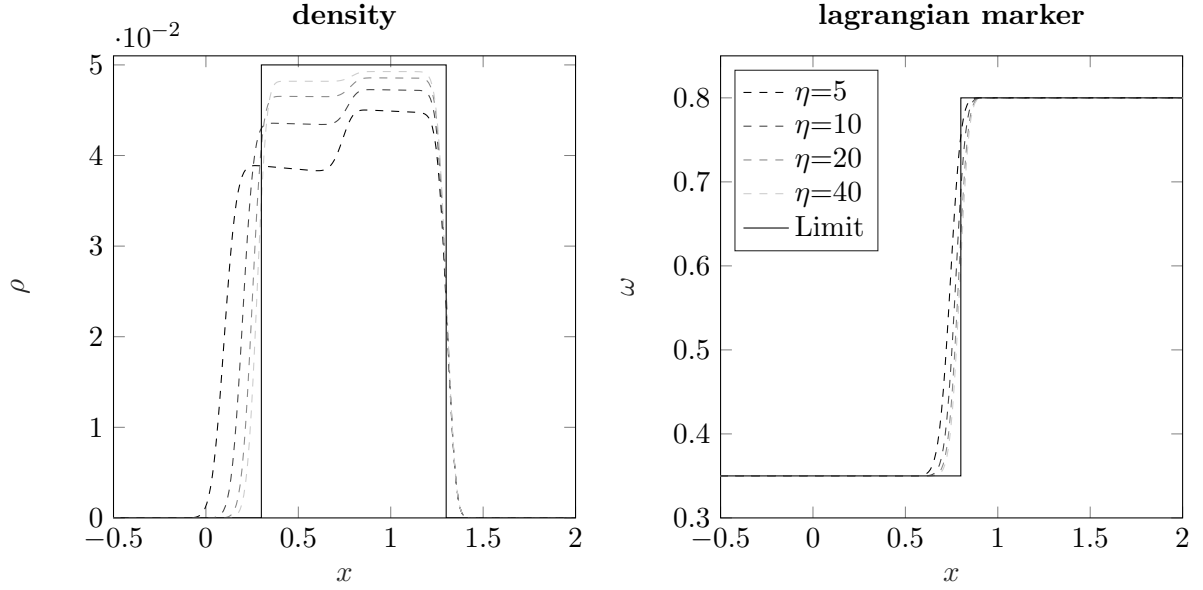 density
·10−2
5
4
3
2
1
0
−0.5 0 0.5 1 1.5 2
ρ
x
lagrangian marker
0.8
0.7
0.6
0.5
0.4
0.3
−0.5 0 0.5 1 1.5 2
ω
x
η=5
η=10
η=20
η=40
Limit